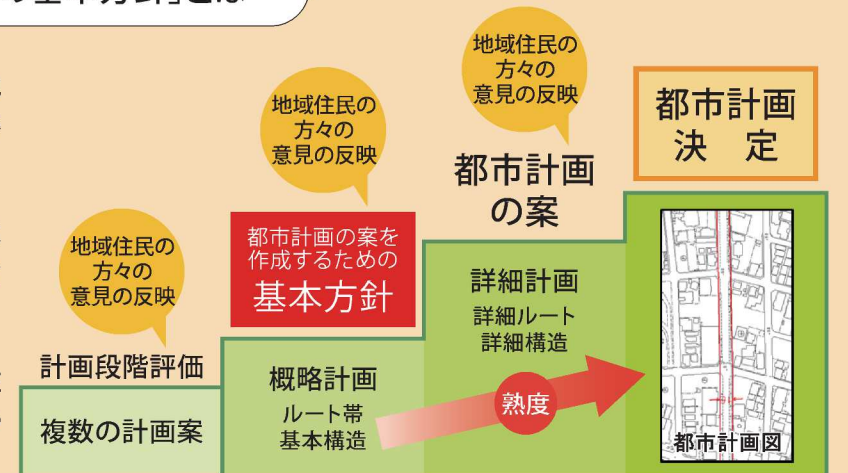 の基本方針」とは
地域住民の
方々の
意見の反映
計画段階評価
複数の計画案
地域住民の
方々の
意見の反映
都市計画の案を
作成するための
基本方針
概略計画
ルート帯
基本構造
地域住民の
方々の
意見の反映
都市計画
の案
詳細計画
詳細ルート
詳細構造
熟度
都市計画
決 定
都市計画図